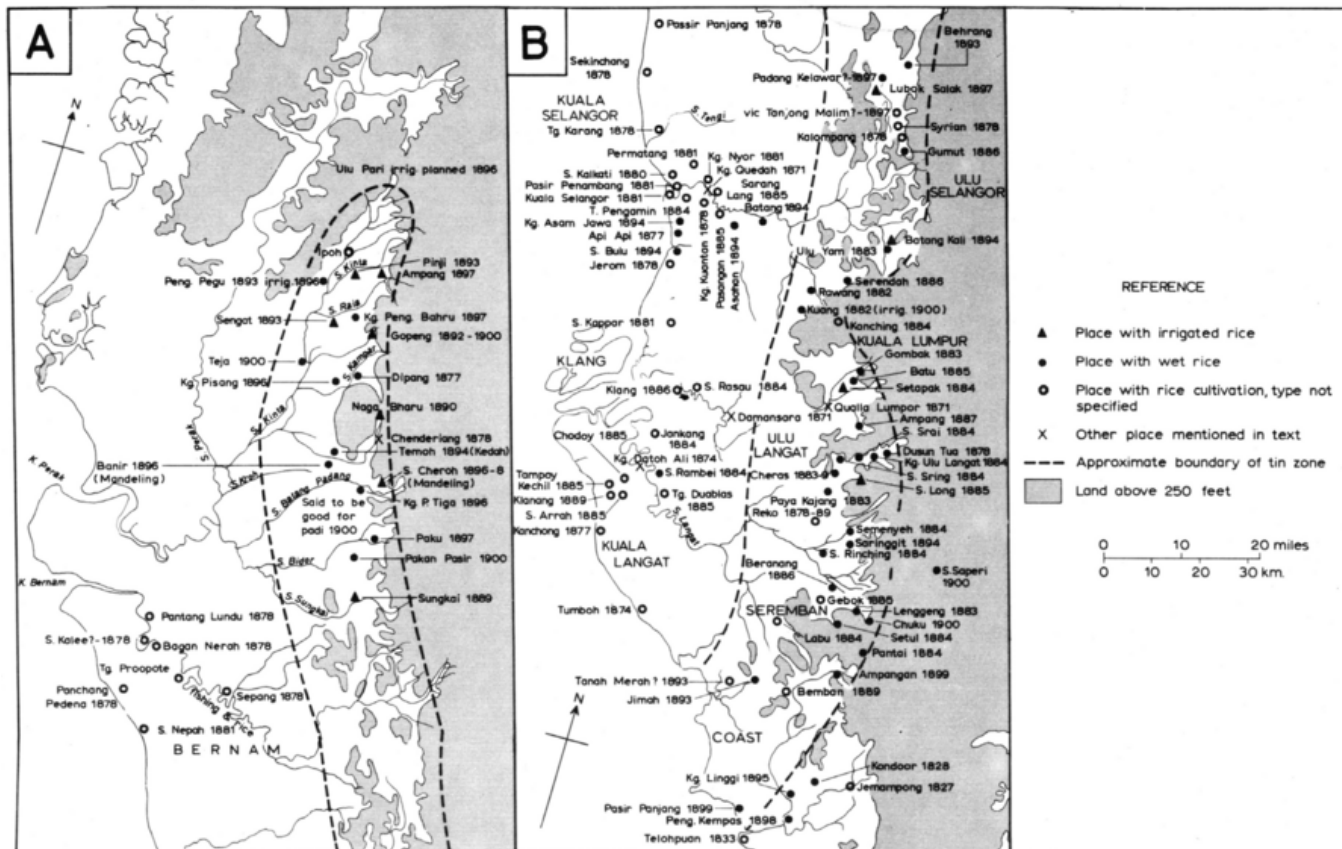 A
N
Ulu Pari irrig. planned 1896
Ipoh
S. Kinta
Pinji 1893
Ampang 1897
Peng. Pegu 1893 irrig. 1896
S. Raia
Kg. Peng. Bahru 1897
Sengat 1893
Gopeng 1892-1900
Teja 1900
S. Kampar
Dipang 1877
Kg. Pisang 1896
S. Kinta
Naga Bharu 1890
S. Perak
Chenderiang 1878
Temoh 1894 (Kedah)
K. Perak
Banir 1896
(Mandeling)
S. Kroh
S. Cheroh 1896-8
(Mandeling)
S. Batang Padang
Kg. P. Tiga 1896
Said to be
good for
padi 1900
Paku 1897
S. Bidor
Pakan Pasir 1900
K. Bernam
S. Sungkai
Sungkai 1889
Pantang Lundu 1878
S. Kalee?-1878
Bagan Nerah 1878
Tg. Proopote
fishing & rice
Panchang
Pedena 1878
Sepang 1878
S. Nepah 1881
BERNAM
B
Passir Panjang 1878
Behrang
1893
Sekinchang
1878
Padang Kelawar?-1897
Lubok Salak 1897
KUALA
SELANGOR
S. Tengi
vic Tanjong Malim?-1897
Syrian 1878
Tg. Karang 1878
Kalompang 1878
Gumut 1886
Permatang 1881
Kg. Nyor 1881
Kg. Quedah 1871
ULU
SELANGOR
S. Kalkati 1880
Sarang
Lang 1885
Pasir Penambang 1881
Kuala Selangor 1881
Batang 1894
T. Pengamin 1884
Kg. Asam Jawa 1894
Batang Kali 1894
Api Api 1877
Ulu Yam 1883
S. Bulu 1894
Jerom 1878
Kg. Kuantan 1878
Pasangan 1885
Asahan 1894
Serendah 1886
Rawang 1882
Kuang 1882 (irrig. 1900)
S. Kappar 1881
Kanching 1884
KUALA LUMPUR
KLANG
Gombak 1883
Batu 1885
Klang 1886
S. Rasau 1884
Setapak 1884
Damansara 1871
Qualla Lumpor 1871
Chodoy 1885
Jankang 1884
ULU
LANGAT
Ampang 1887
S. Srai 1884
Kg. Datoh Ali 1874
Dusun Tua 1878
Kg. Ulu Langat 1884
Tampoy
Kechil 1885
S. Rambei 1884
Cheras 1883-9
S. Sring 1884
Klanang 1889
Tg. Duablas
1885
S. Long 1885
S. Arrah 1885
Paya Kajang 1883
Reko 1878-89
Kanchong 1877
S. Langat
Semenyeh 1884
Saringgit 1894
KUALA
LANGAT
S. Rinching 1884
Beranang
1886
S. Saperi
1900
Tumboh 1874
Gebok 1885
SEREMBAN
Lenggeng 1883
Chuku 1900
Labu 1884
Setul 1884
Pantai 1884
Tanah Merah? 1893
Ampangan 1899
Jimah 1893
Bemban 1889
N
COAST
Kg. Linggi 1895
Kandoor 1828
Jemampong 1827
Pasir Panjang 1899
Peng. Kempas 1898
Telohpuan 1833
REFERENCE
Place with irrigated rice
Place with wet rice
Place with rice cultivation, type not
specified
Other place mentioned in text
Approximate boundary of tin zone
Land above 250 feet
0 10 20 miles
0 10 20 30 km.